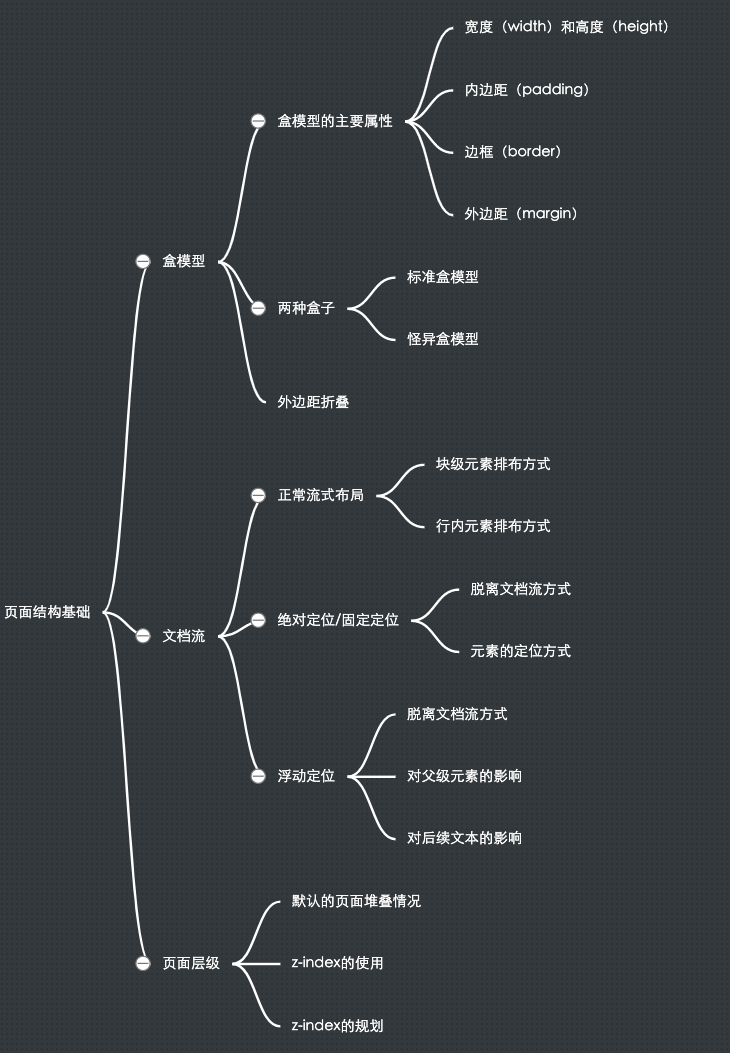 页面结构基础
盒模型
盒模型的主要属性
宽度（width）和高度（height）
内边距（padding）
边框（border）
外边距（margin）
两种盒子
标准盒模型
怪异盒模型
外边距折叠
文档流
正常流式布局
块级元素排布方式
行内元素排布方式
绝对定位/固定定位
脱离文档流方式
元素的定位方式
浮动定位
脱离文档流方式
对父级元素的影响
对后续文本的影响
页面层级
默认的页面堆叠情况
z-index的使用
z-index的规划